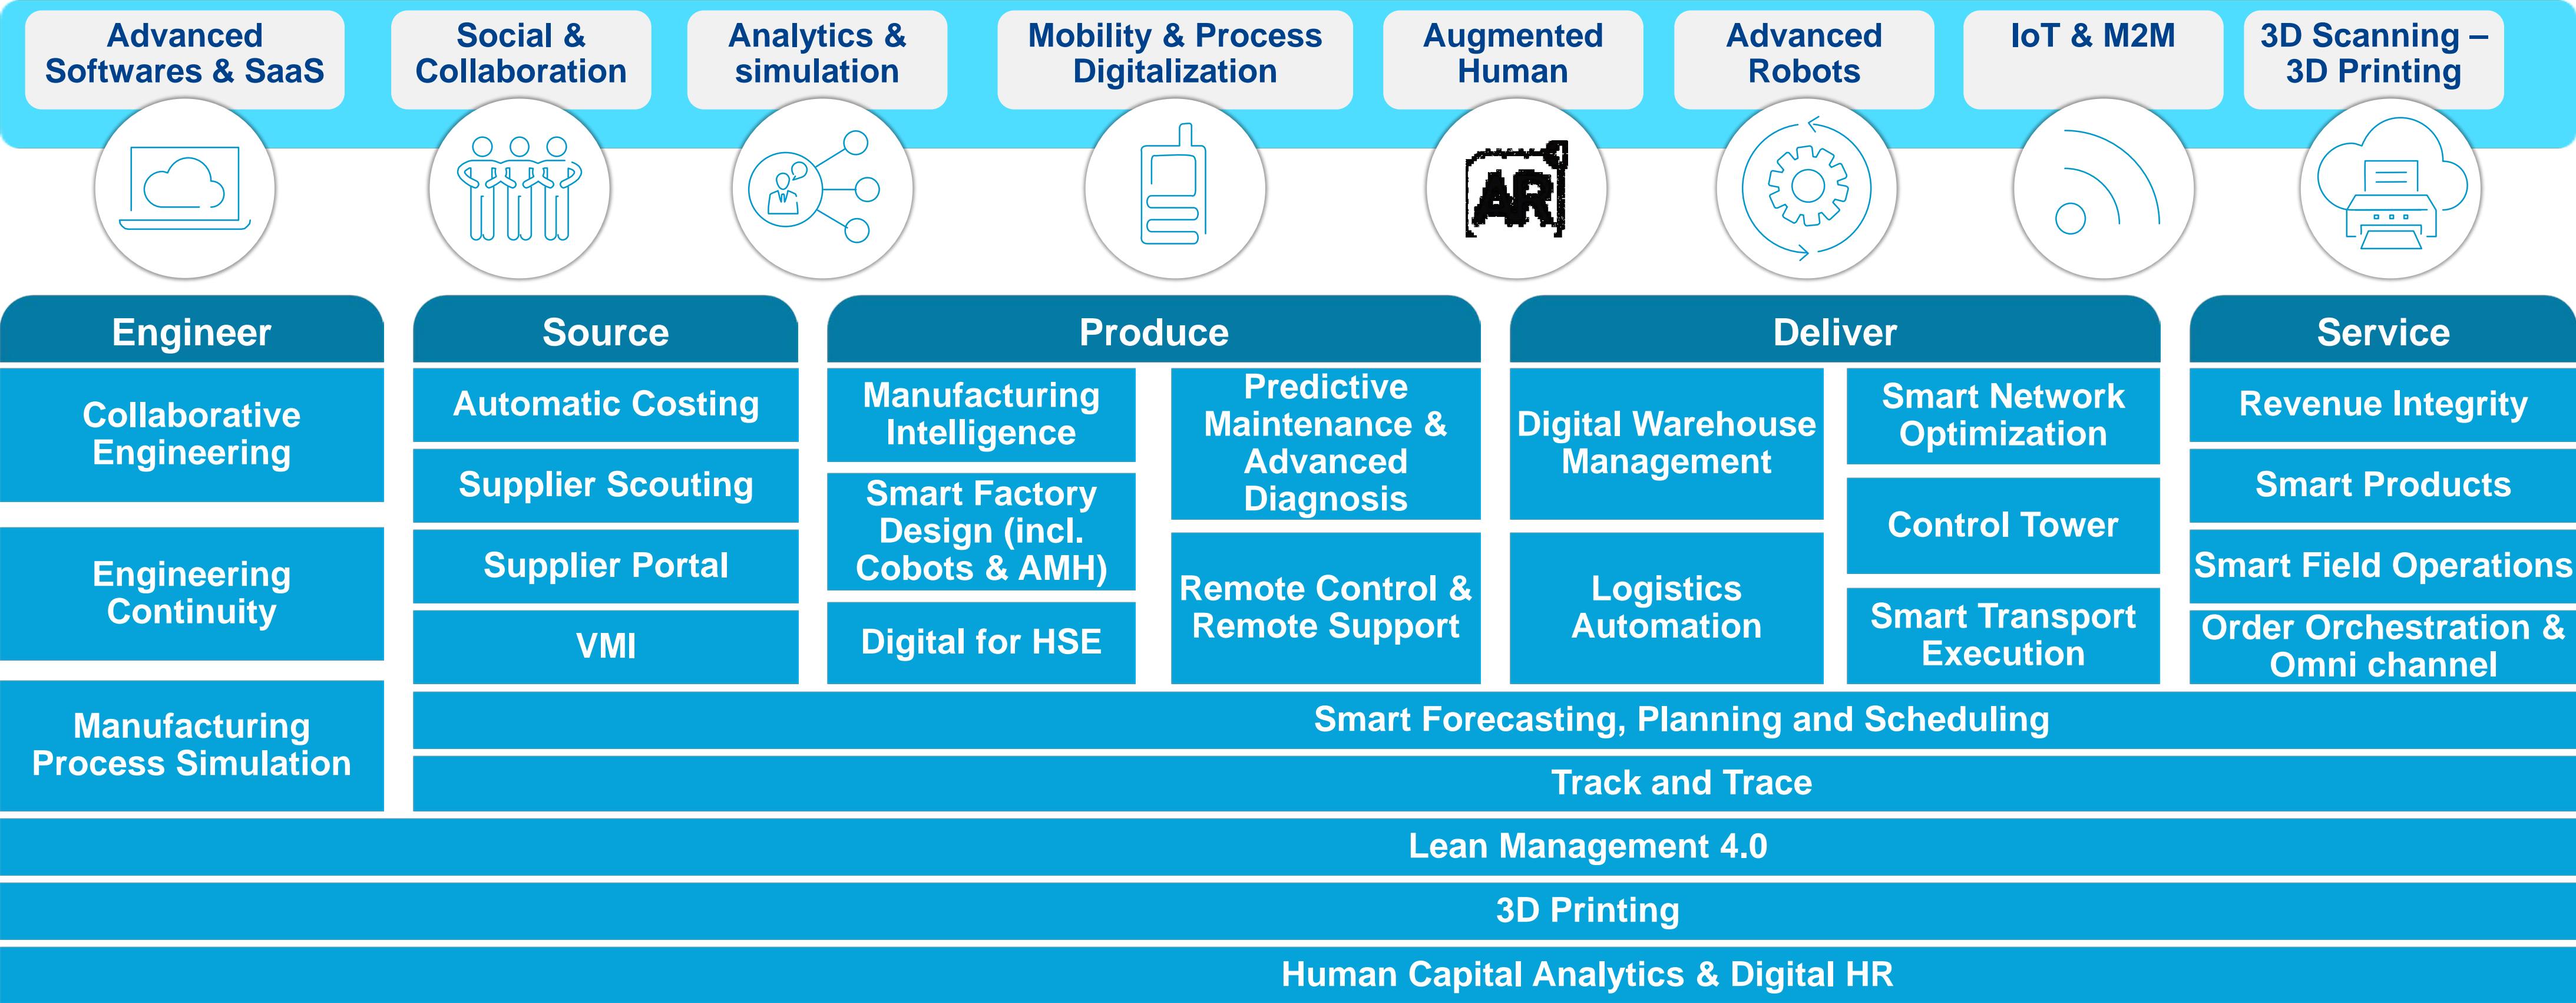 Advanced
Softwares & SaaS
Social &
Collaboration
Analytics &
simulation
Mobility & Process
Digitalization
Augmented
Human
Advanced
Robots
IoT & M2M
3D Scanning –
3D Printing
AR
Engineer
Collaborative
Engineering
Engineering
Continuity
Manufacturing
Process Simulation
Source
Automatic Costing
Supplier Scouting
Supplier Portal
VMI
Produce
Manufacturing
Intelligence
Smart Factory
Design (incl.
Cobots & AMH)
Digital for HSE
Predictive
Maintenance &
Advanced
Diagnosis
Remote Control &
Remote Support
Deliver
Digital Warehouse
Management
Logistics
Automation
Smart Network
Optimization
Control Tower
Smart Transport
Execution
Service
Revenue Integrity
Smart Products
Smart Field Operations
Order Orchestration &
Omni channel
Smart Forecasting, Planning and Scheduling
Track and Trace
Lean Management 4.0
3D Printing
Human Capital Analytics & Digital HR